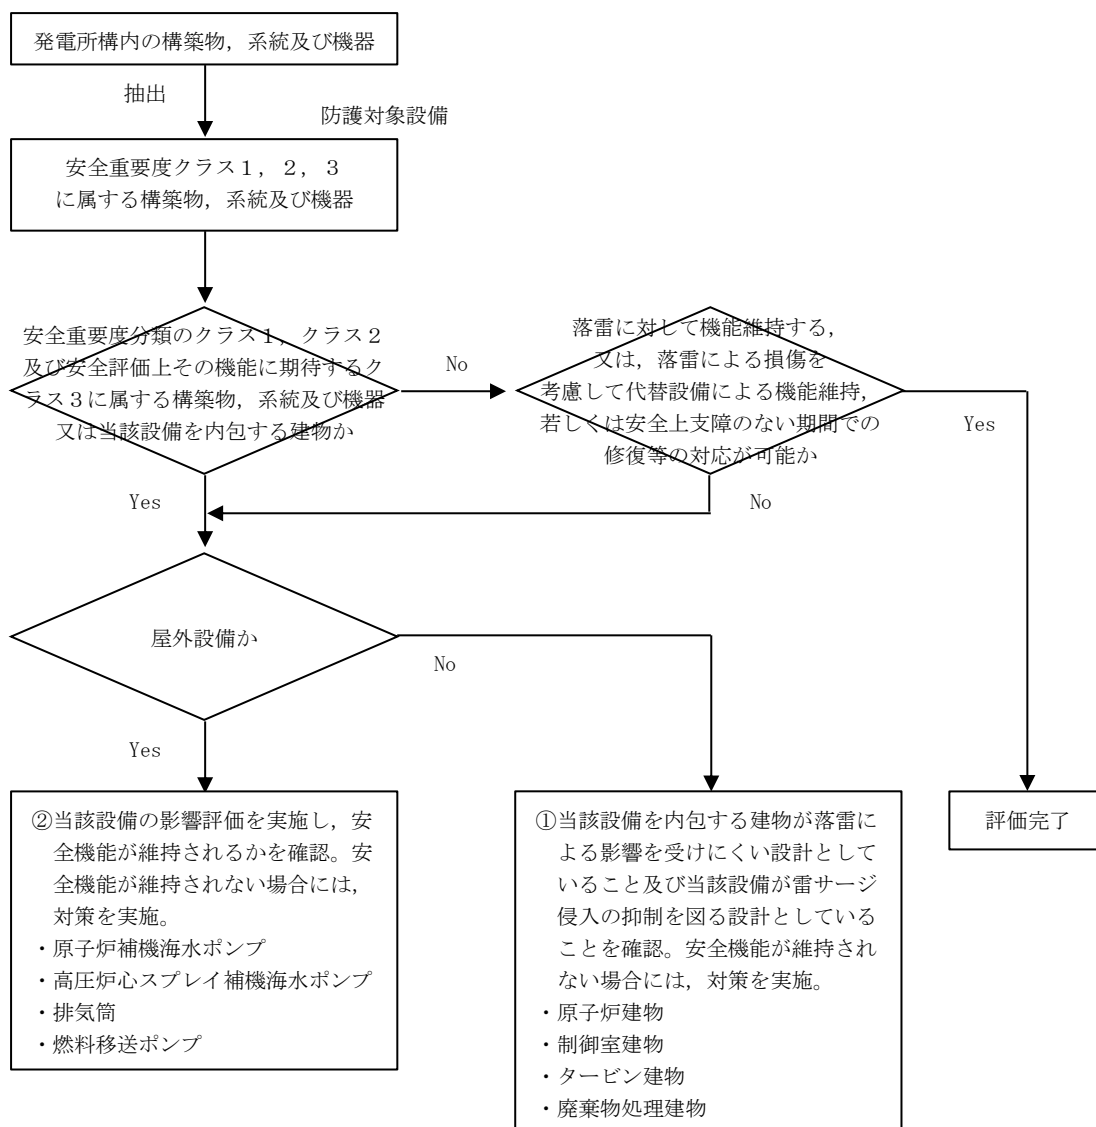 発電所構内の構築物，系統及び機器
抽出
防護対象設備
安全重要度クラス１，２，３
に属する構築物，系統及び機器
安全重要度分類のクラス１，クラス２
及び安全評価上その機能に期待するク
ラス３に属する構築物，系統及び機器
又は当該設備を内包する建物か
No
落雷に対して機能維持する，
又は，落雷による損傷を
考慮して代替設備による機能維持，
若しくは安全上支障のない期間での
修復等の対応が可能か
Yes
Yes
No
屋外設備か
No
Yes
②当該設備の影響評価を実施し，安
全機能が維持されるかを確認。安
全機能が維持されない場合には，
対策を実施。
・原子炉補機海水ポンプ
・高圧炉心スプレイ補機海水ポンプ
・排気筒
・燃料移送ポンプ
①当該設備を内包する建物が落雷に
よる影響を受けにくい設計として
いること及び当該設備が雷サージ
侵入の抑制を図る設計としている
ことを確認。安全機能が維持され
ない場合には，対策を実施。
・原子炉建物
・制御室建物
・タービン建物
・廃棄物処理建物
評価完了